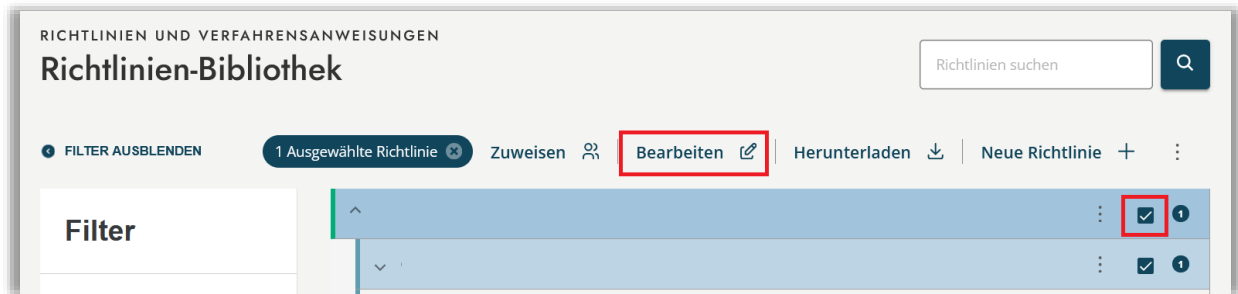 RICHTLINIEN UND VERFAHRENSANWEISUNGEN
Richtlinien-Bibliothek
Richtlinien suchen
FILTER AUSBLENDEN 1 Ausgewählte Richtlinie Zuweisen Bearbeiten Herunterladen Neue Richtlinie
Filter
1
1